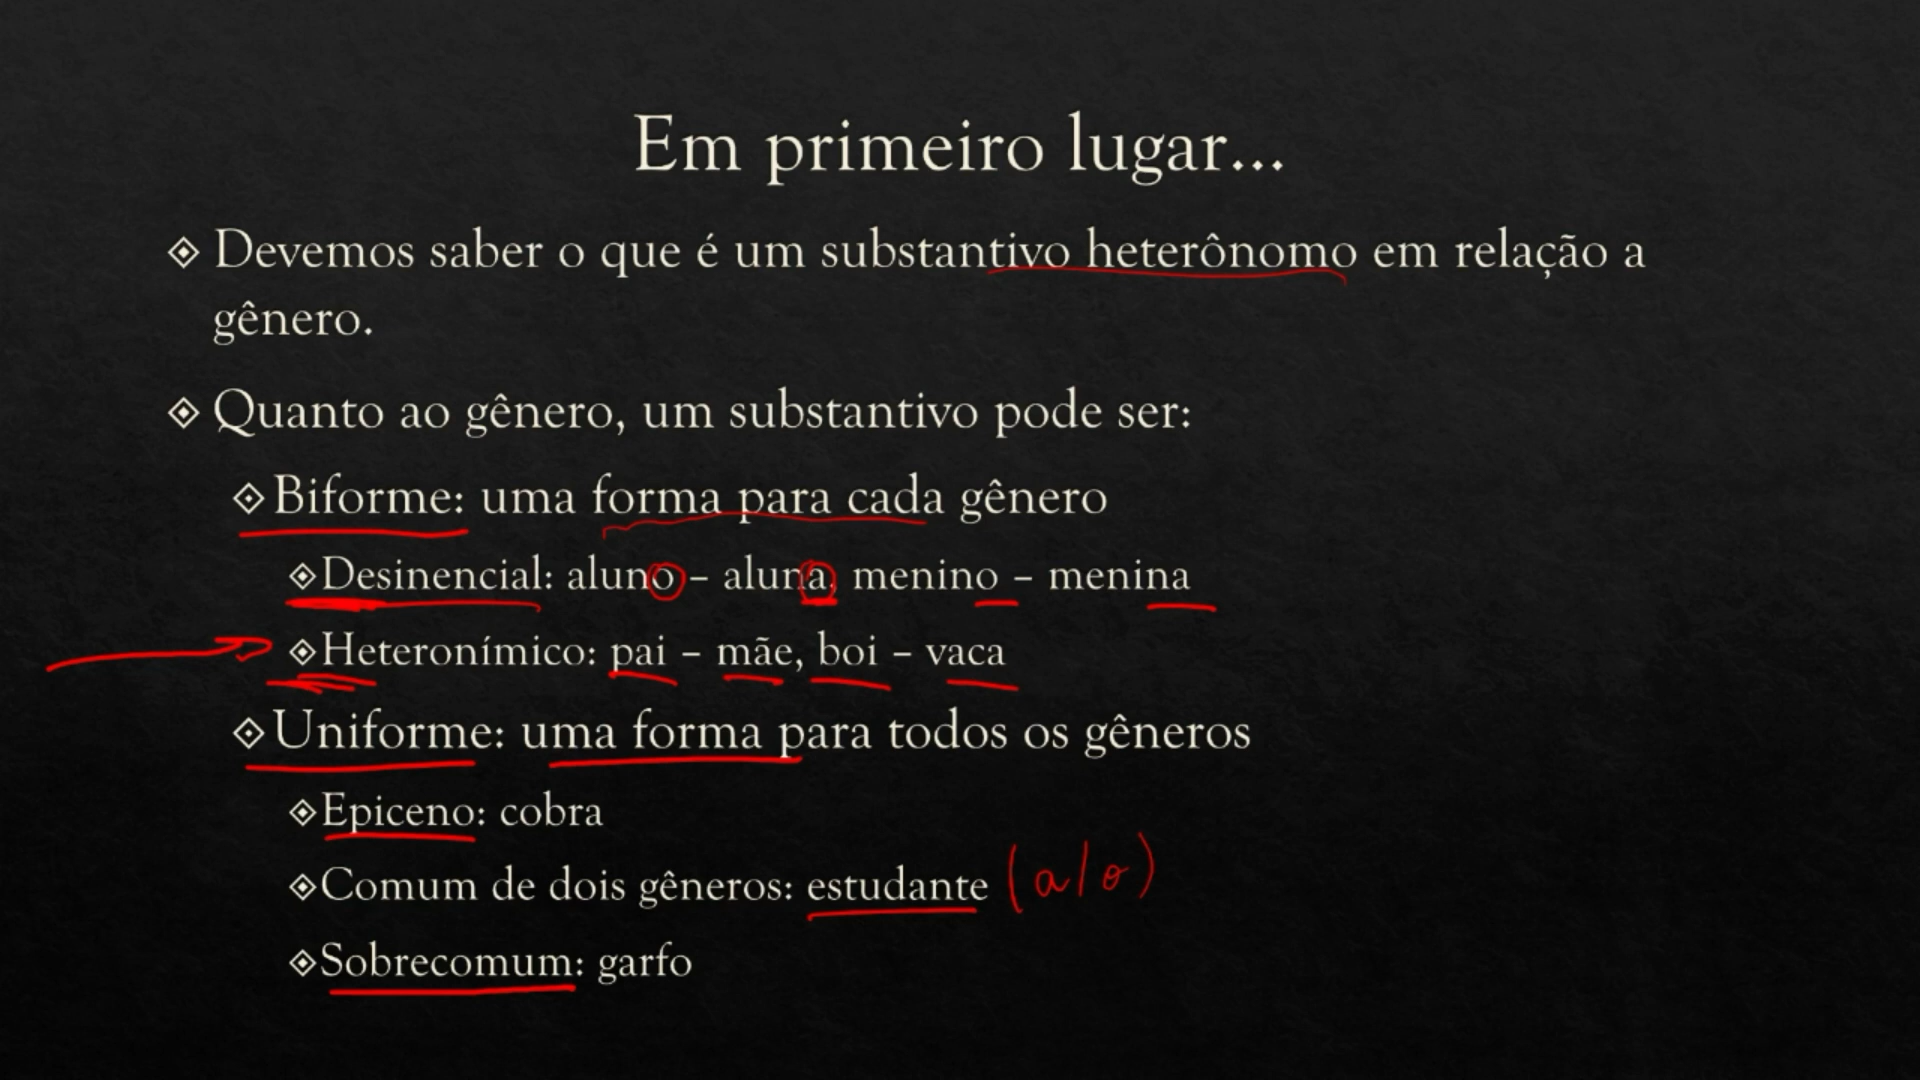 Em primeiro lugar...
Devemos saber o que é um substantivo heterônomo em relação a
gênero.
Quanto ao gênero, um substantivo pode ser:
Biforme: uma forma para cada gênero
Desinencial: aluno – aluna, menino – menina
Heteronímico: pai – mãe, boi – vaca
Uniforme: uma forma para todos os gêneros
Epiceno: cobra
Comum de dois gêneros: estudante (a/o)
Sobrecomum: garfo